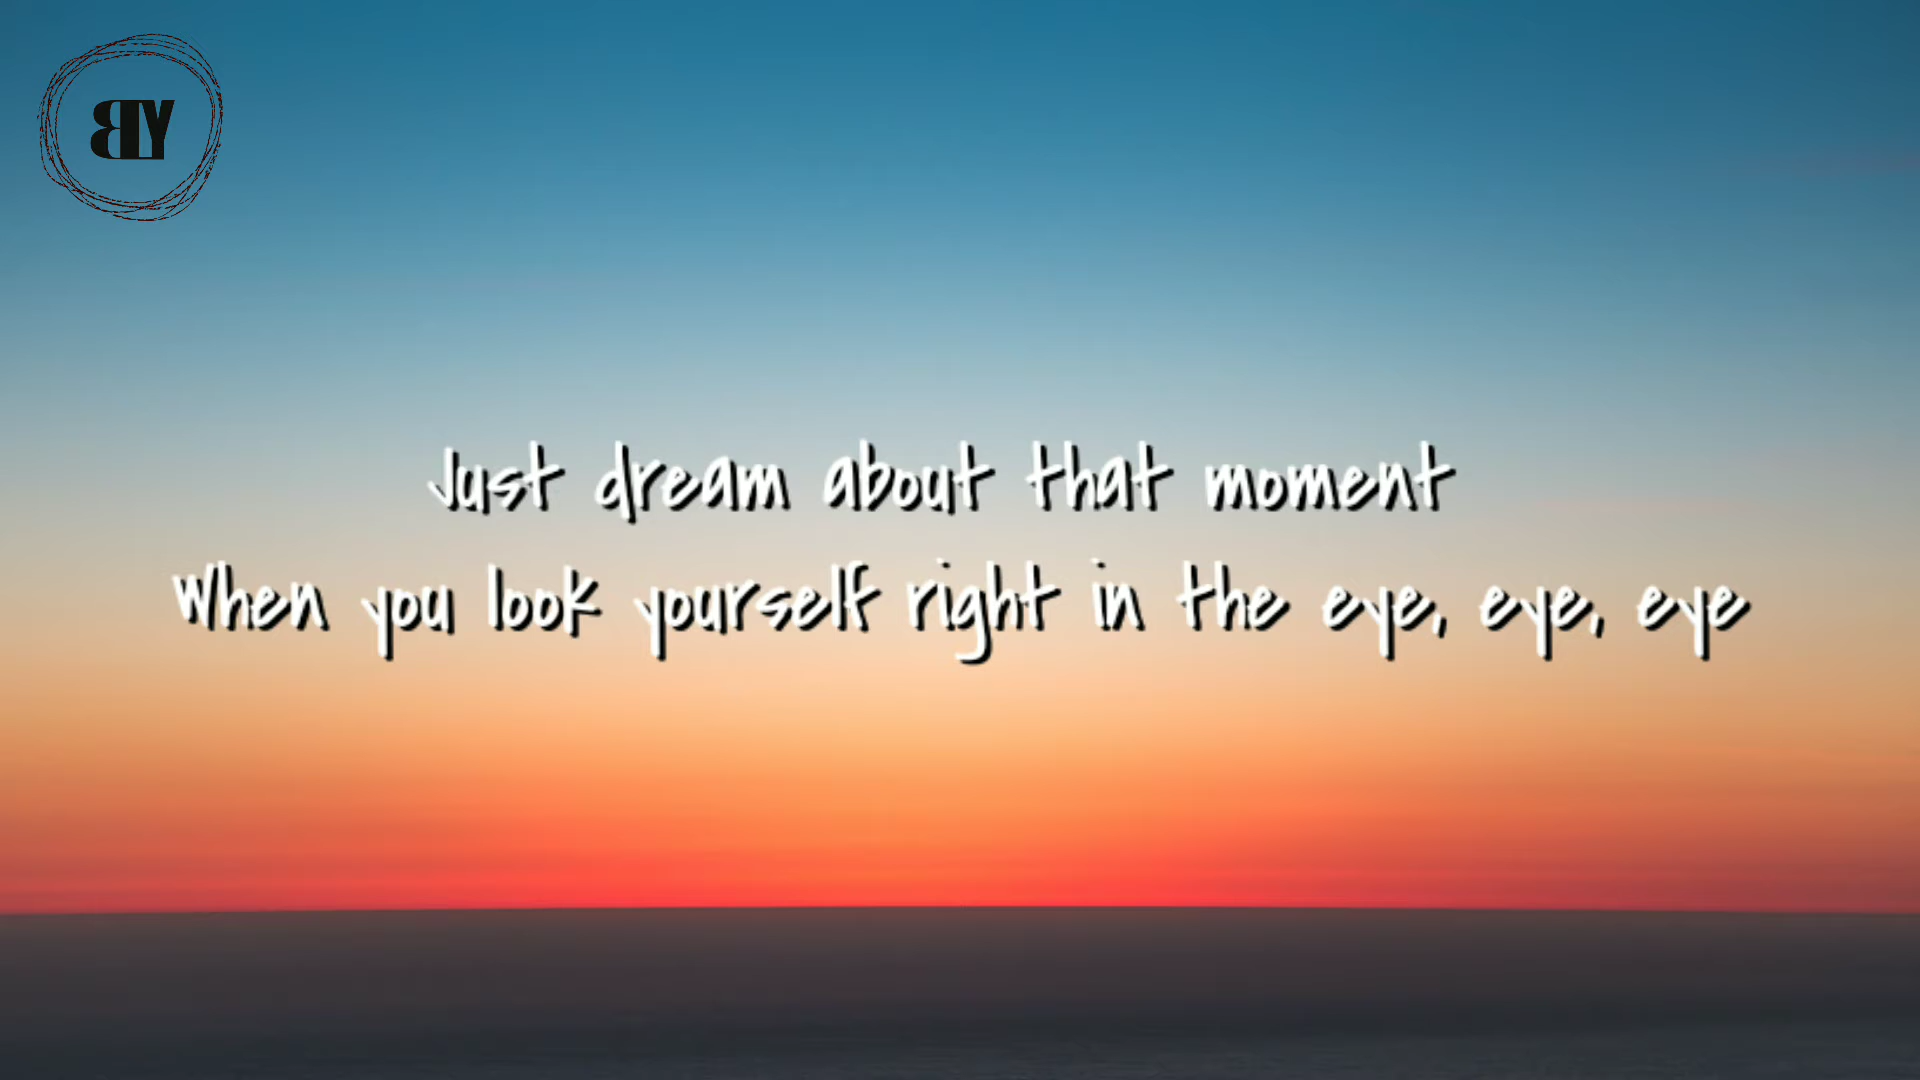 BY
Just dream about that moment
When you look yourself right in the eye, eye, eye